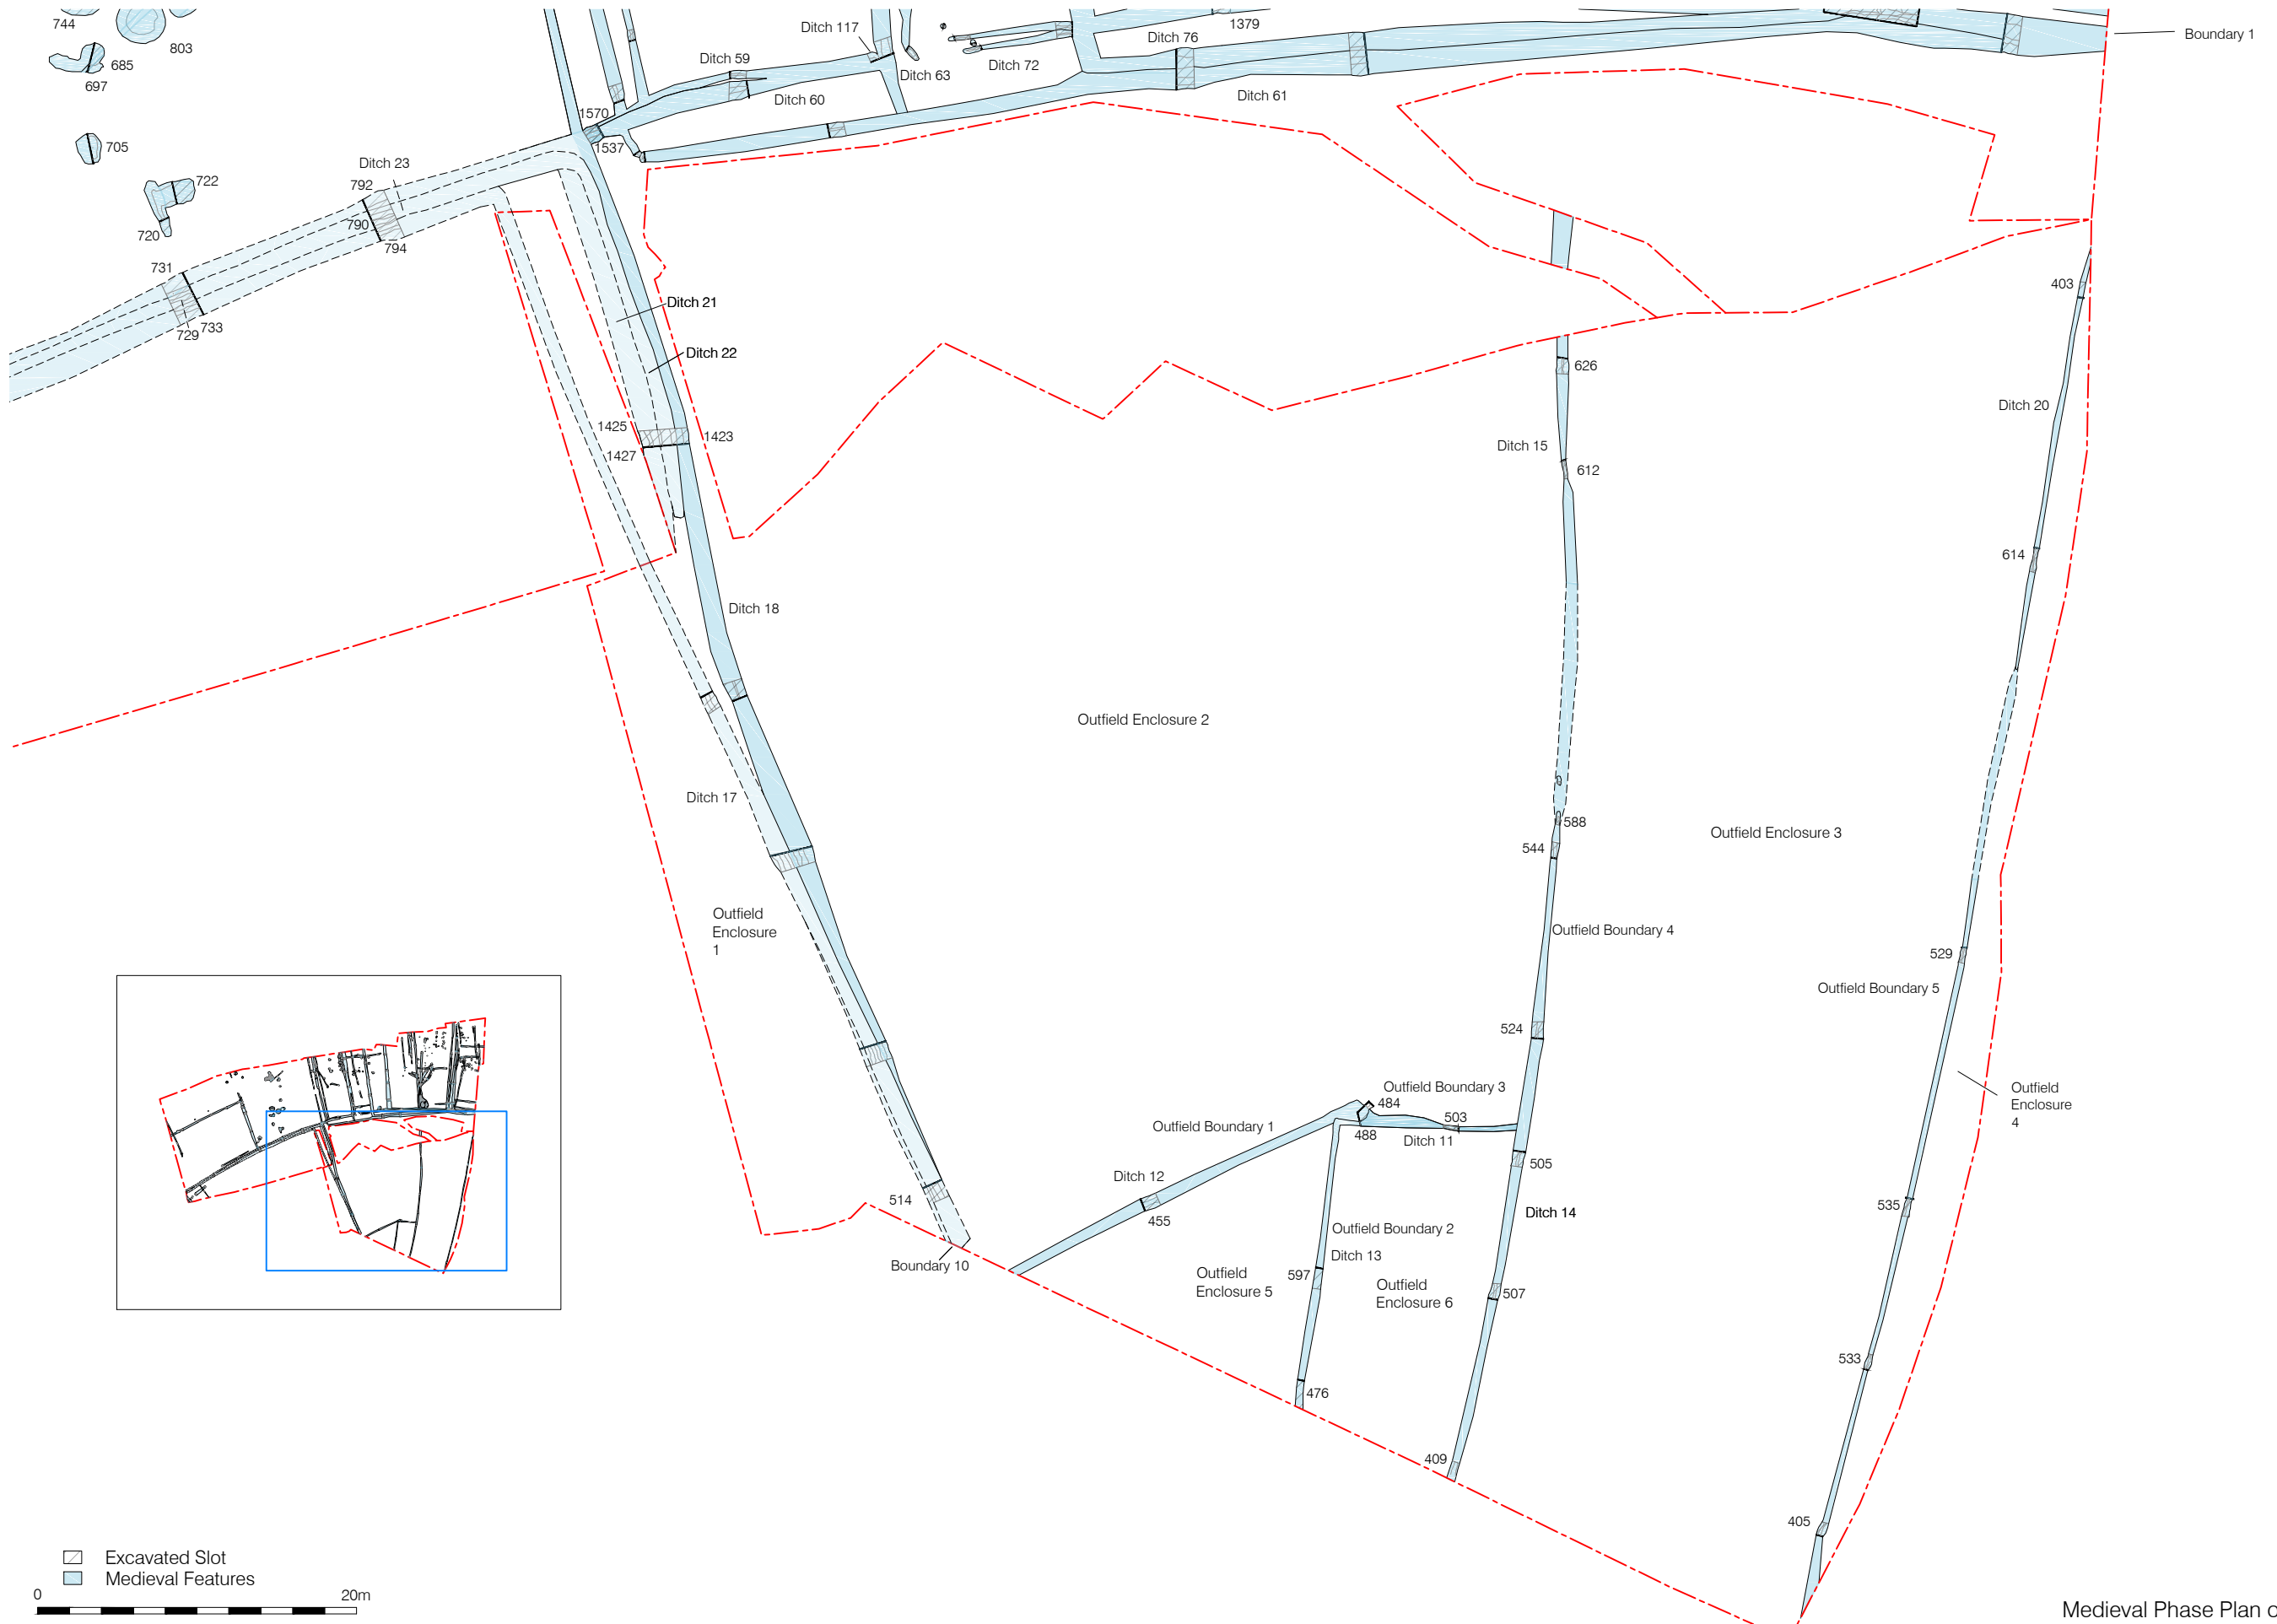 744
803
685
697
705
722
720
Ditch 23
792
790
794
731
729
733
Ditch 117
Ditch 59
Ditch 60
Ditch 63
Ditch 72
1379
Ditch 76
Ditch 61
Boundary 1
1570
1537
Ditch 21
Ditch 22
1425
1423
1427
403
626
Ditch 20
Ditch 15
612
614
Ditch 18
Outfield Enclosure 2
Ditch 17
588
544
Outfield Enclosure 3
Outfield
Enclosure
1
Outfield Boundary 4
529
Outfield Boundary 5
524
Outfield Boundary 3
484
503
488
Ditch 11
Outfield Boundary 1
Outfield
Enclosure
4
505
Ditch 12
455
514
Ditch 14
535
Outfield Boundary 2
Ditch 13
Boundary 10
Outfield
Enclosure 5
597
Outfield
Enclosure 6
507
533
476
409
405
Excavated Slot
Medieval Features
0 20m
Medieval Phase Plan